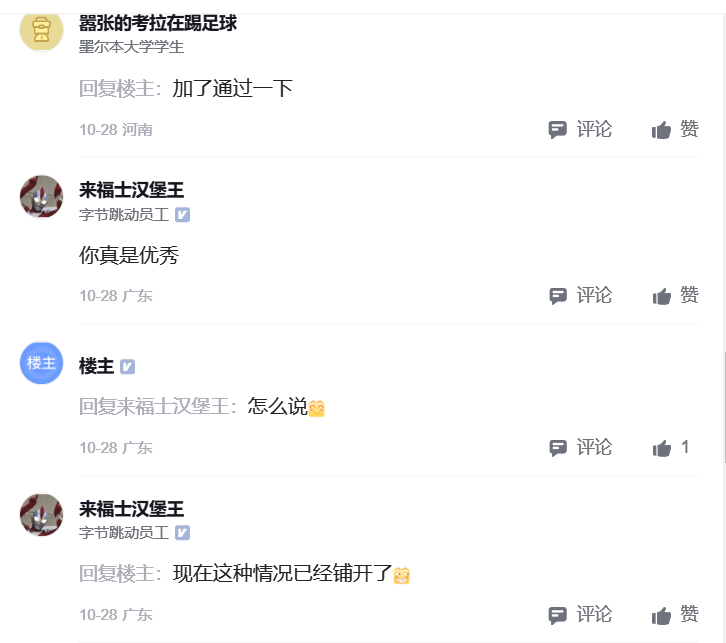 嚣张的考拉在踢足球
墨尔本大学学生
回复楼主：加了通过一下
10-28 河南
评论 赞
来福士汉堡王
字节跳动员工
你真是优秀
10-28 广东
评论 赞
楼主 楼主
回复来福士汉堡王：怎么说
10-28 广东
评论 1
来福士汉堡王
字节跳动员工
回复楼主：现在这种情况已经铺开了
10-28 广东
评论 赞